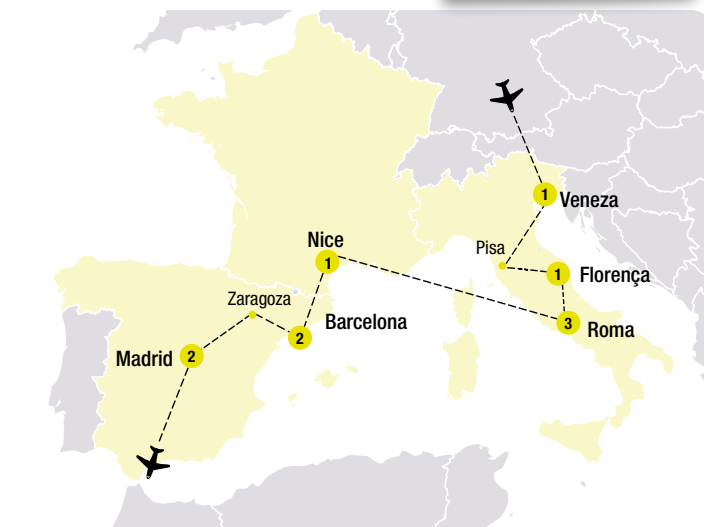 1
Veneza
Nice
Pisa
1
1
Florença
Zaragoza
Barcelona
3
Roma
2
Madrid
2